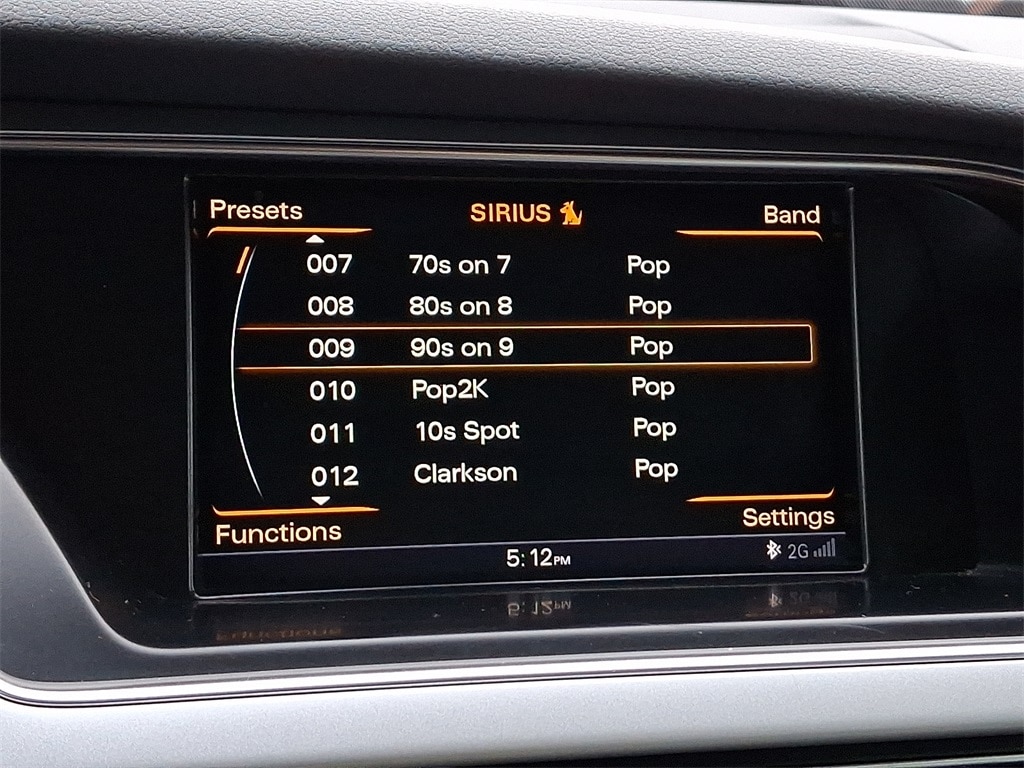 Presets SIRIUS Band
007 70s on 7 Pop
008 80s on 8 Pop
009 90s on 9 Pop
010 Pop2K Pop
011 10s Spot Pop
012 Clarkson Pop
Functions Settings
5:12PM 2G